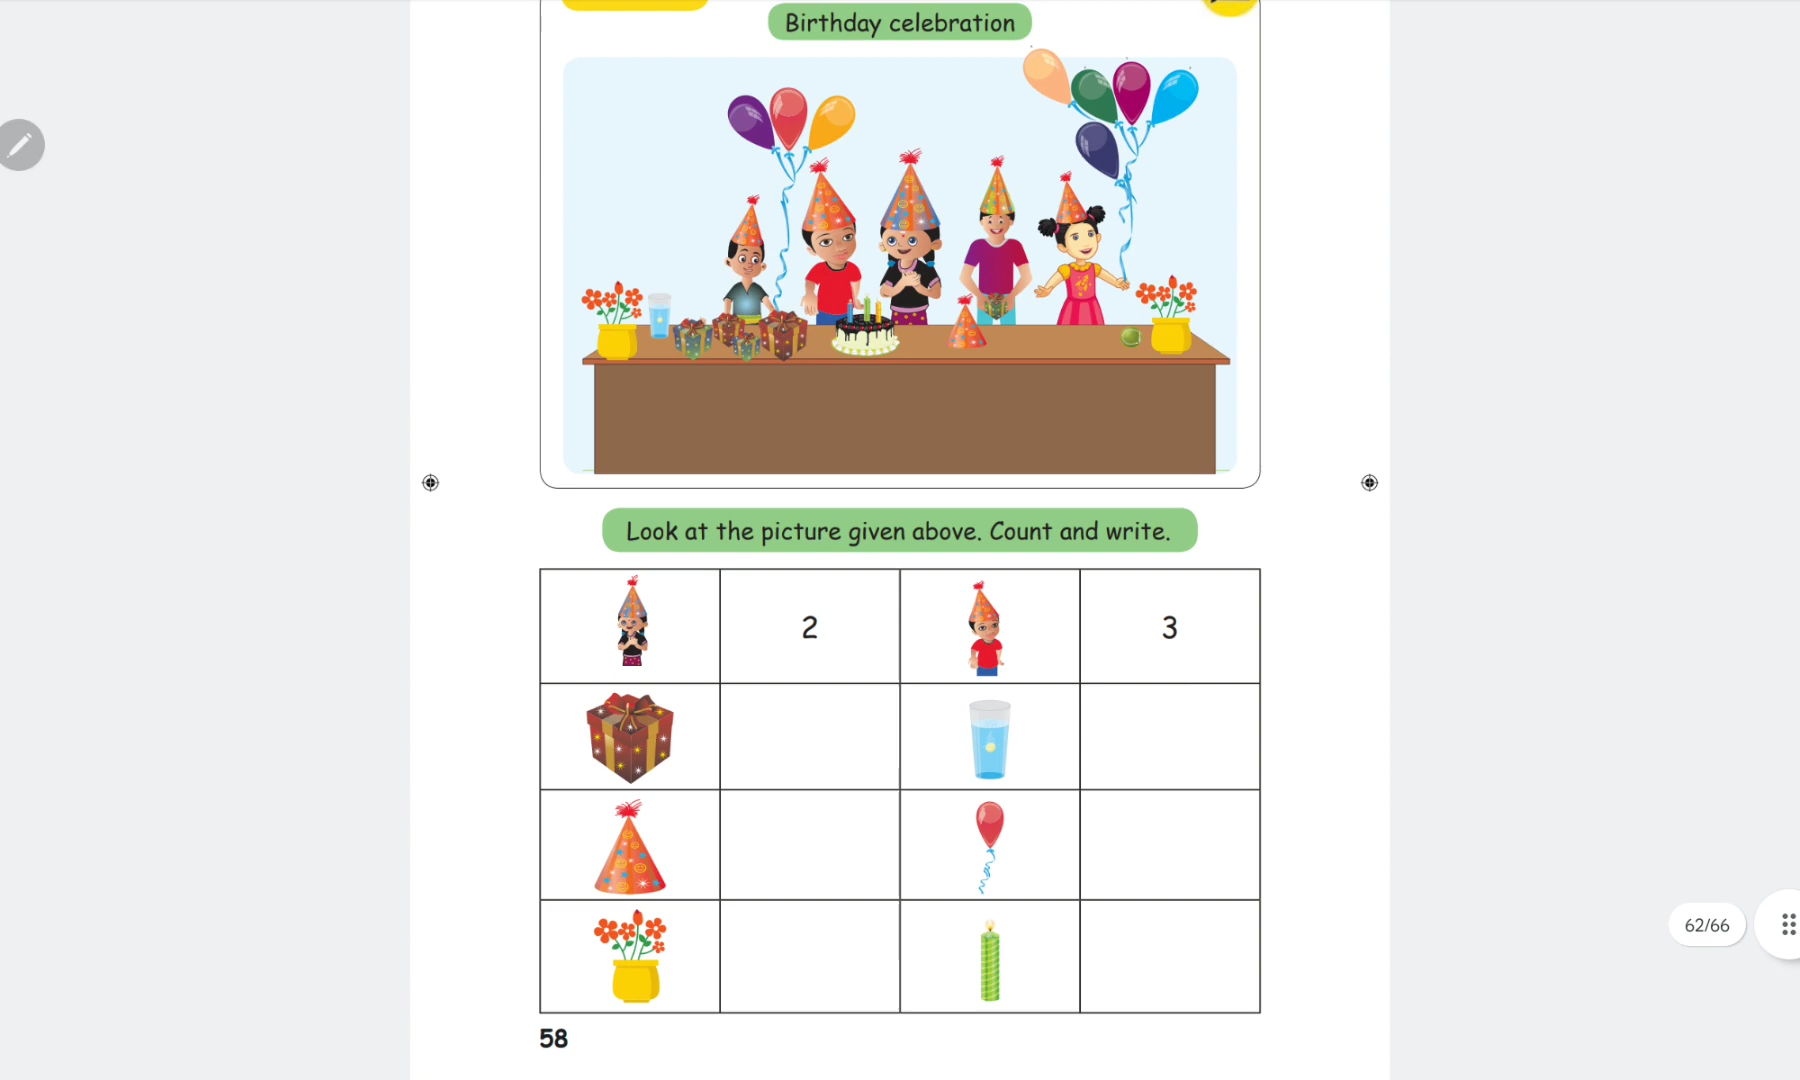 Birthday celebration
Look at the picture given above. Count and write.
2
3
62/66
58